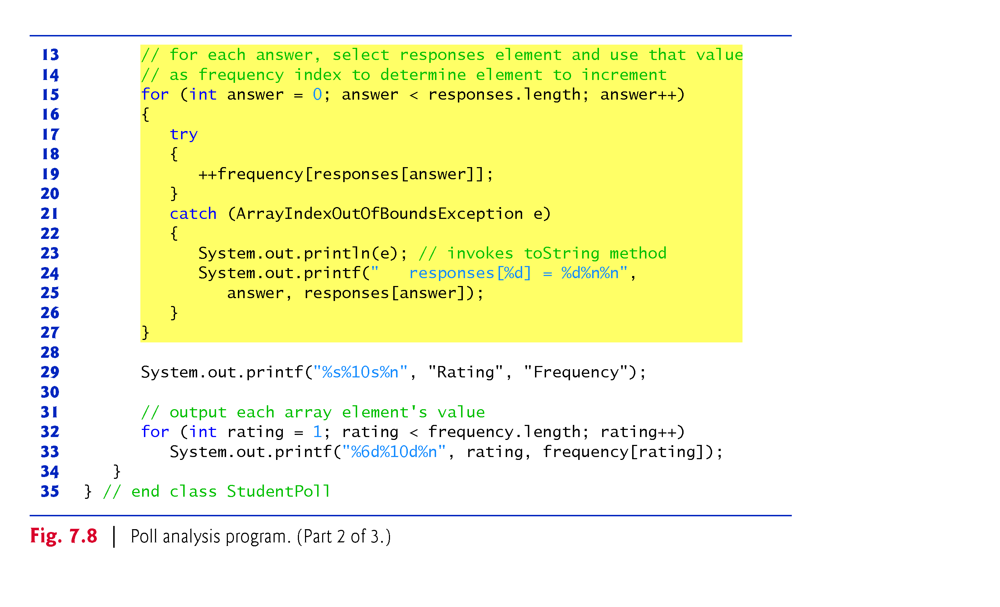 13 // for each answer, select responses element and use that value
14 // as frequency index to determine element to increment
15 for (int answer = 0; answer < responses.length; answer++)
16 {
17 try
18 {
19 ++frequency[responses[answer]];
20 }
21 catch (ArrayIndexOutOfBoundsException e)
22 {
23 System.out.println(e); // invokes toString method
24 System.out.printf("   responses[%d] = %d%n%n",
25 answer, responses[answer]);
26 }
27 }
28
29 System.out.printf("%s%10s%n", "Rating", "Frequency");
30
31 // output each array element's value
32 for (int rating = 1; rating < frequency.length; rating++)
33 System.out.printf("%6d%10d%n", rating, frequency[rating]);
34 }
35 } // end class StudentPoll
Fig. 7.8 | Poll analysis program. (Part 2 of 3.)